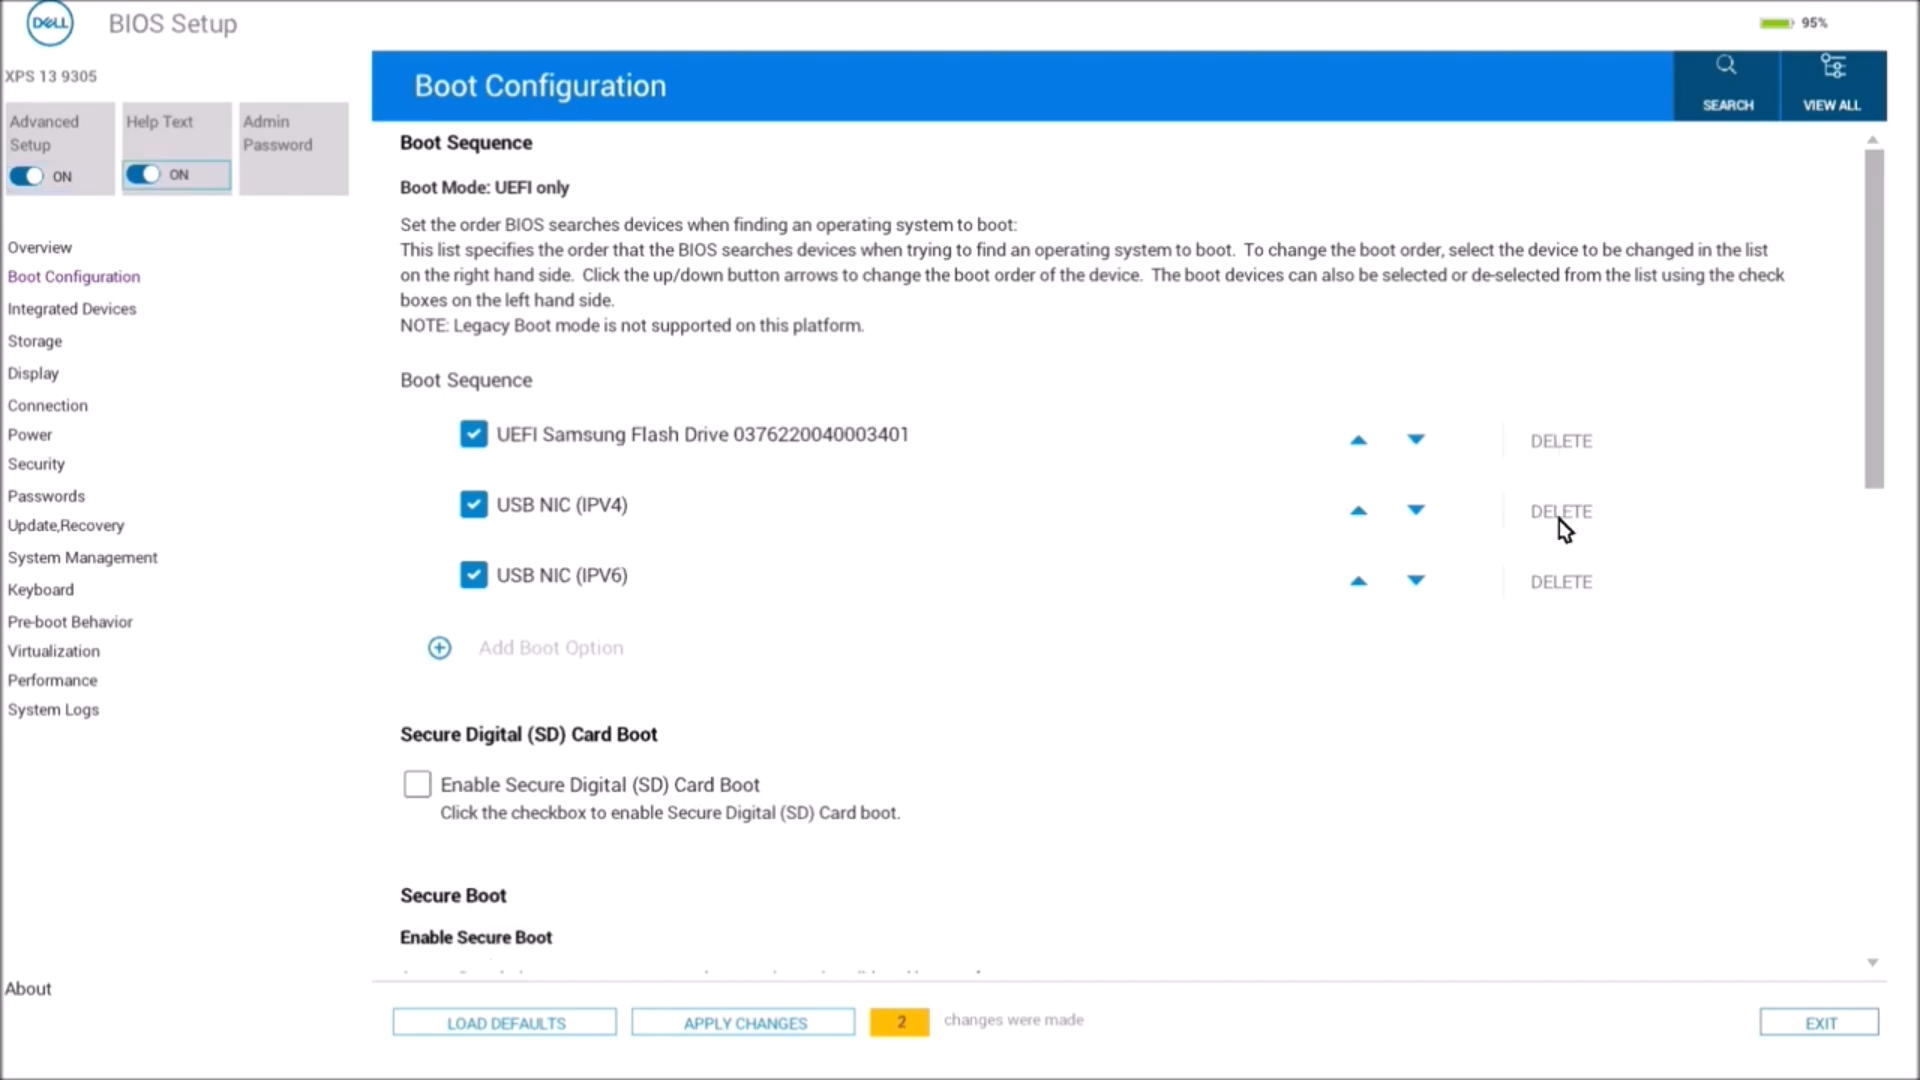 DELL
BIOS Setup
95%
XPS 13 9305
Advanced Setup
ON
Help Text
ON
Admin Password
Overview
Boot Configuration
Integrated Devices
Storage
Display
Connection
Power
Security
Passwords
Update,Recovery
System Management
Keyboard
Pre-boot Behavior
Virtualization
Performance
System Logs
About
Boot Configuration
SEARCH
VIEW ALL
Boot Sequence
Boot Mode: UEFI only
Set the order BIOS searches devices when finding an operating system to boot:
This list specifies the order that the BIOS searches devices when trying to find an operating system to boot. To change the boot order, select the device to be changed in the list
on the right hand side. Click the up/down button arrows to change the boot order of the device. The boot devices can also be selected or de-selected from the list using the check
boxes on the left hand side.
NOTE: Legacy Boot mode is not supported on this platform.
Boot Sequence
UEFI Samsung Flash Drive 0376220040003401
DELETE
USB NIC (IPV4)
DELETE
USB NIC (IPV6)
DELETE
Add Boot Option
Secure Digital (SD) Card Boot
Enable Secure Digital (SD) Card Boot
Click the checkbox to enable Secure Digital (SD) Card boot.
Secure Boot
Enable Secure Boot
LOAD DEFAULTS
APPLY CHANGES
2
changes were made
EXIT